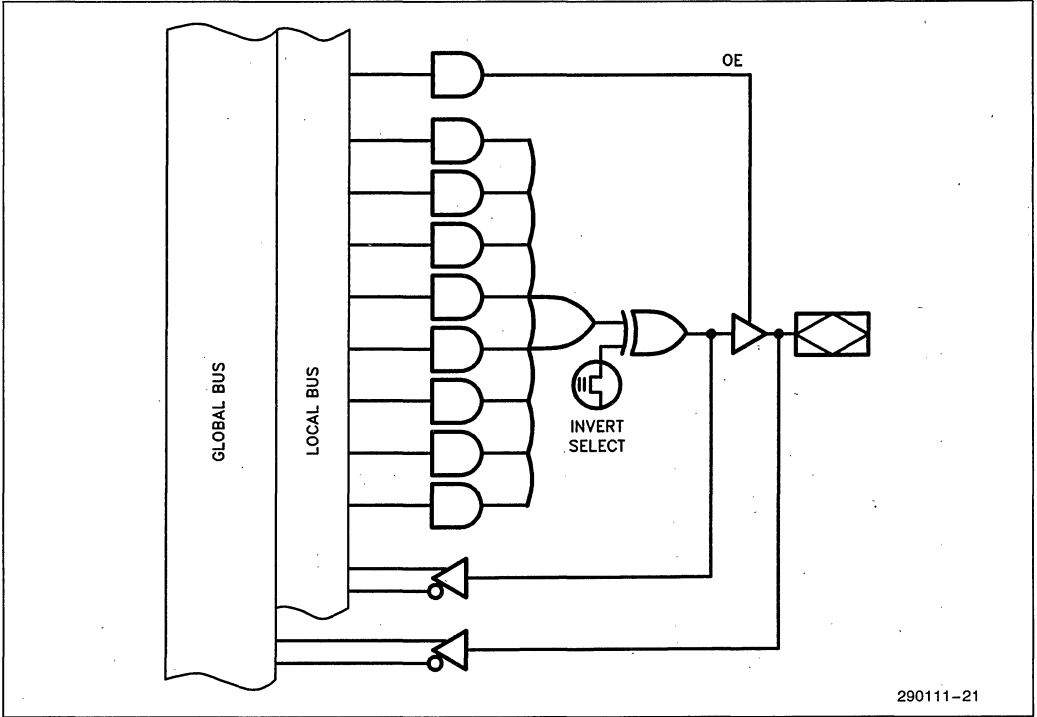 OE
GLOBAL BUS
LOCAL BUS
INVERT
SELECT
290111-21